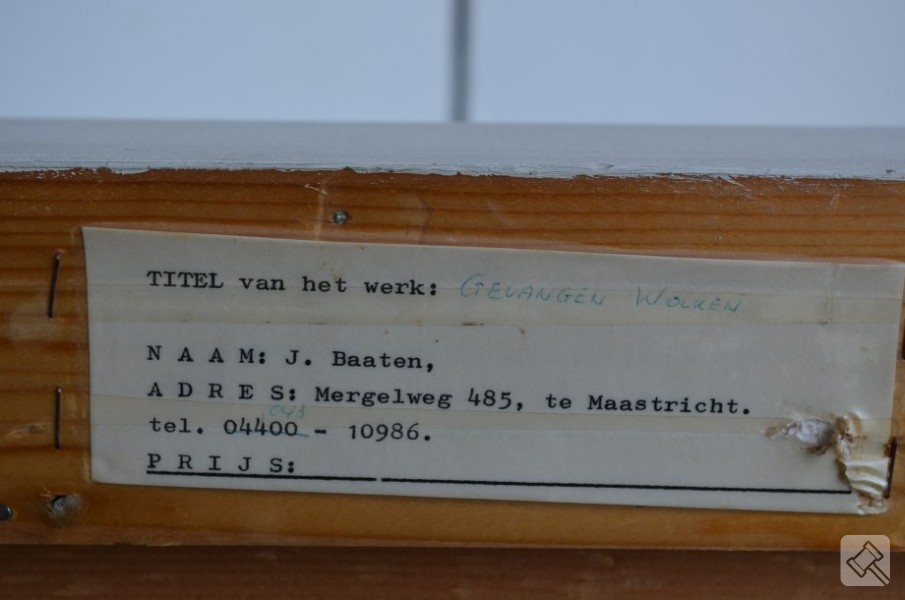 TITEL van het werk: GEVANGEN WOLKEN
N A A M: J. Baaten,
A D R E S: Mergelweg 485, te Maastricht.
043
tel. 04400 - 10986.
P R I J S: